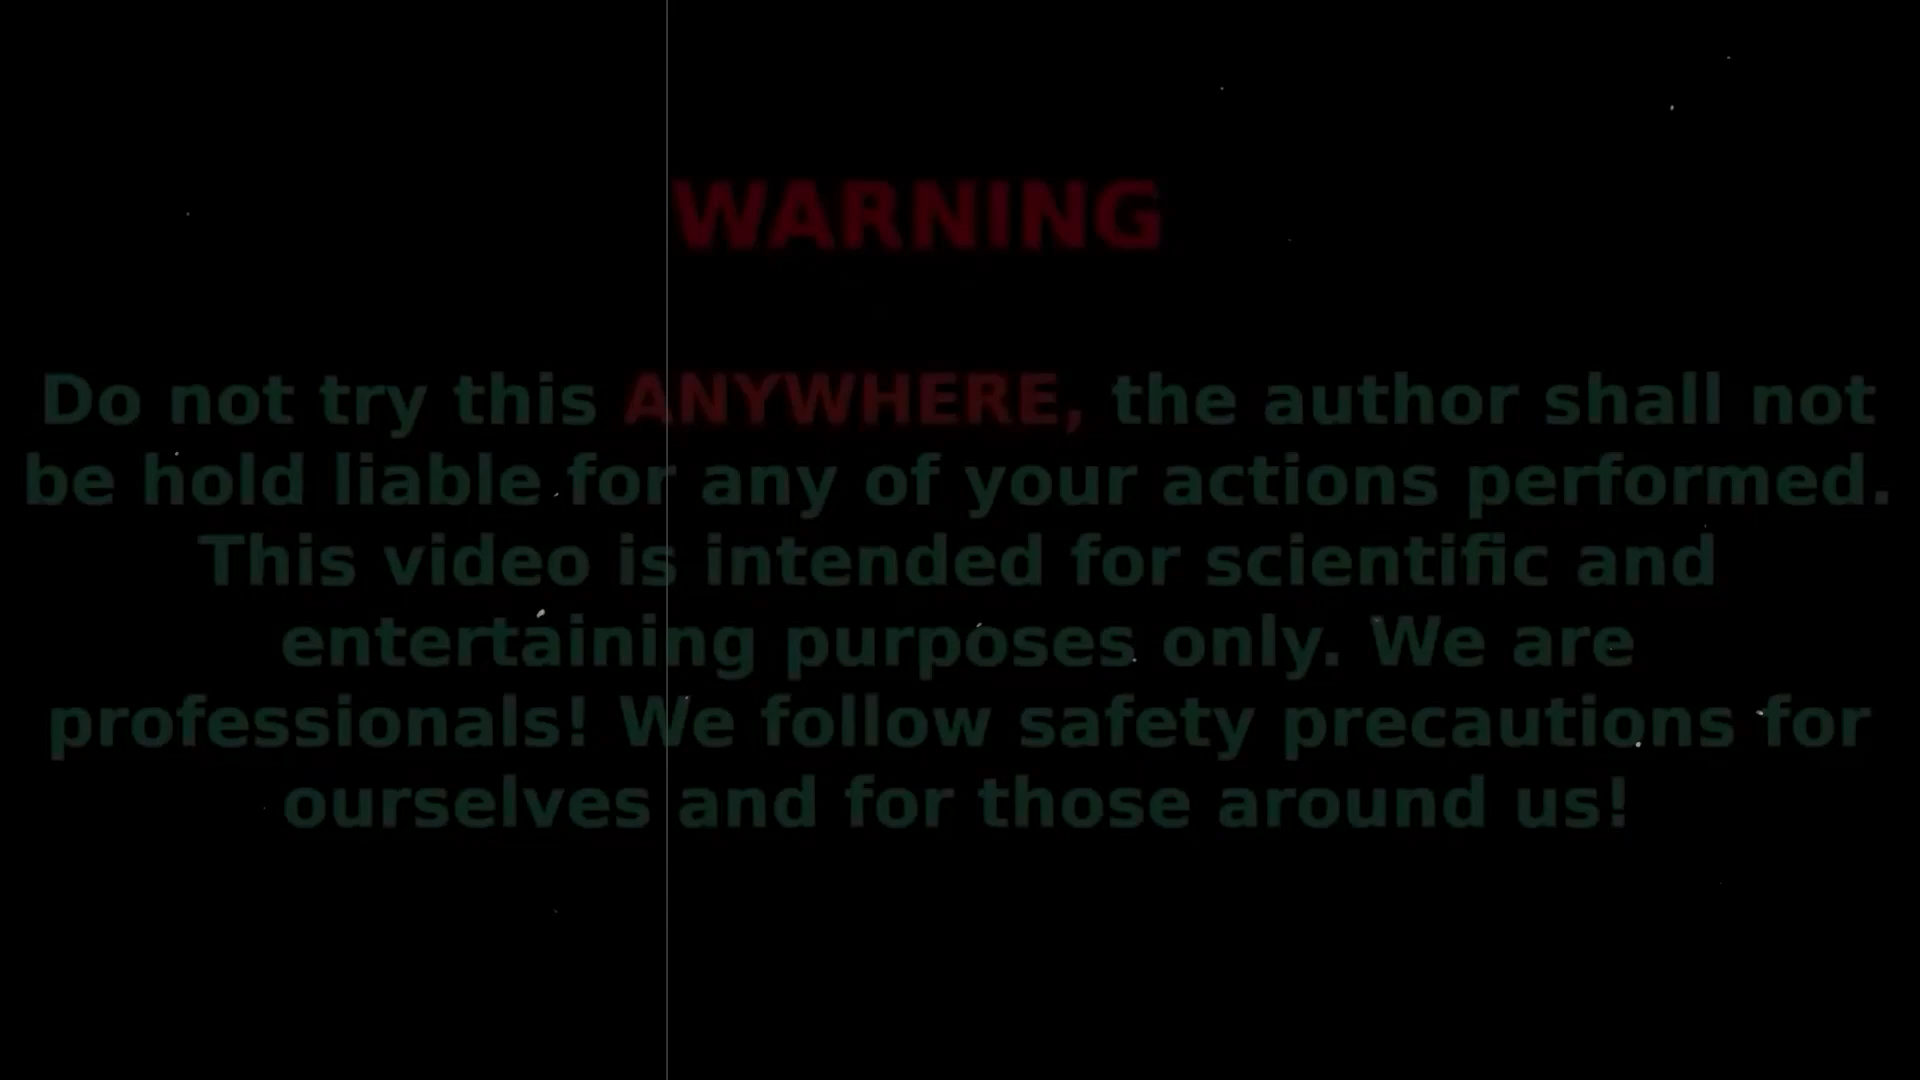 WARNING
Do not try this ANYWHERE, the author shall not
be hold liable for any of your actions performed.
This video is intended for scientific and
entertaining purposes only. We are
professionals! We follow safety precautions for
ourselves and for those around us!